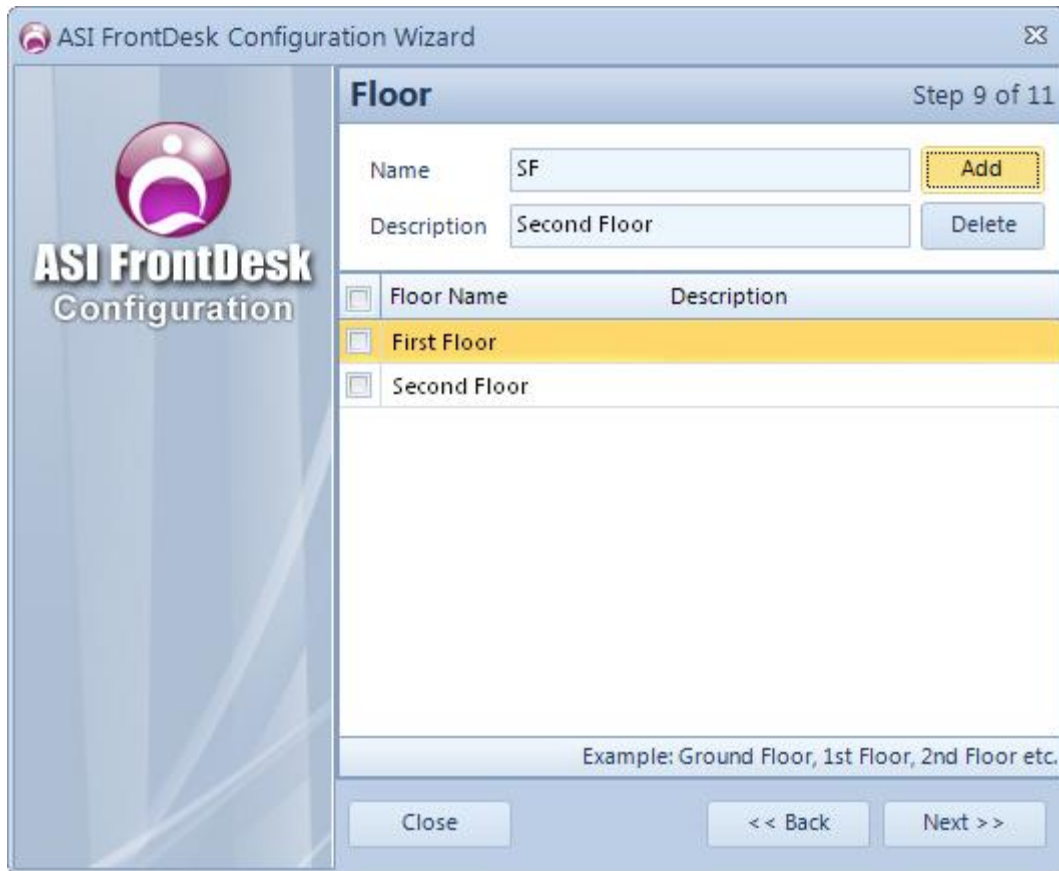 ASI FrontDesk Configuration Wizard
ASI FrontDesk
Configuration
Floor Step 9 of 11
Name SF Add
Description Second Floor Delete
Floor Name Description
First Floor
Second Floor
Example: Ground Floor, 1st Floor, 2nd Floor etc.
Close << Back Next >>